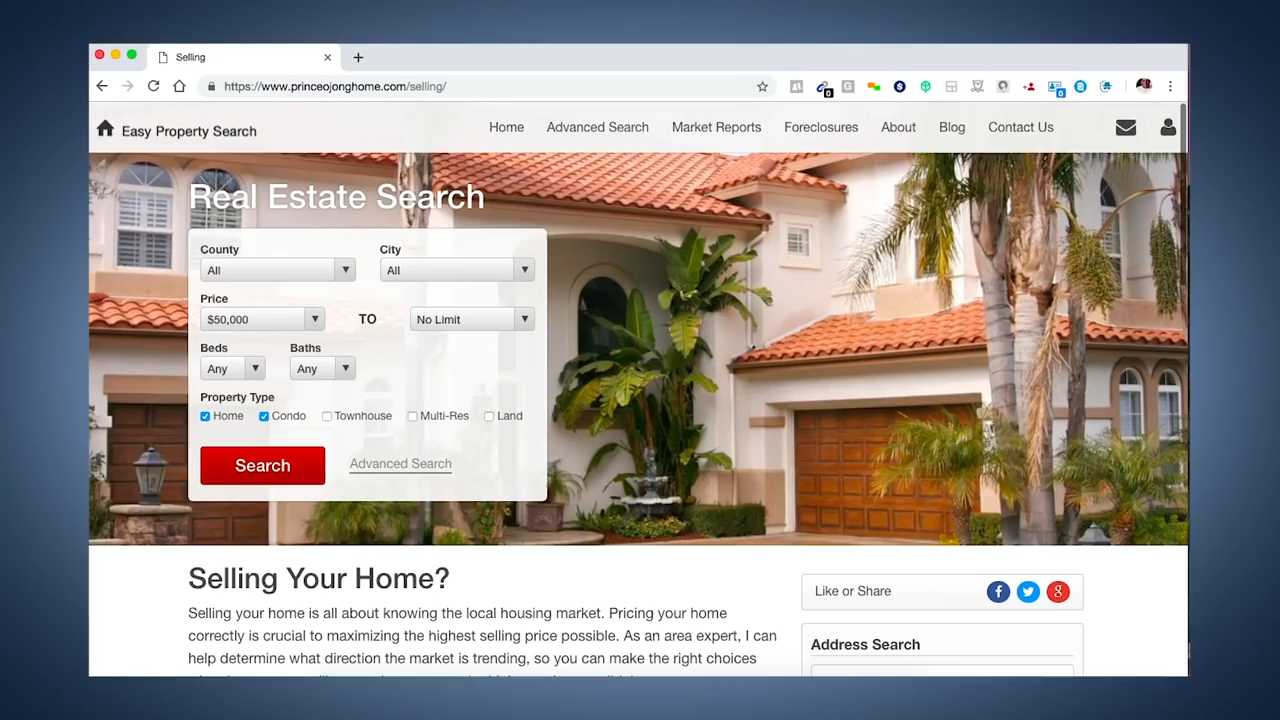 Selling
https://www.princeojonghome.com/selling/
0
0
Easy Property Search
Home Advanced Search Market Reports Foreclosures About Blog Contact Us
Real Estate Search
County City
All All
Price
$50,000 TO No Limit
Beds Baths
Any Any
Property Type
Home Condo Townhouse Multi-Res Land
Search Advanced Search
Selling Your Home?
Selling your home is all about knowing the local housing market. Pricing your home
correctly is crucial to maximizing the highest selling price possible. As an area expert, I can
help determine what direction the market is trending, so you can make the right choices
Like or Share
Address Search